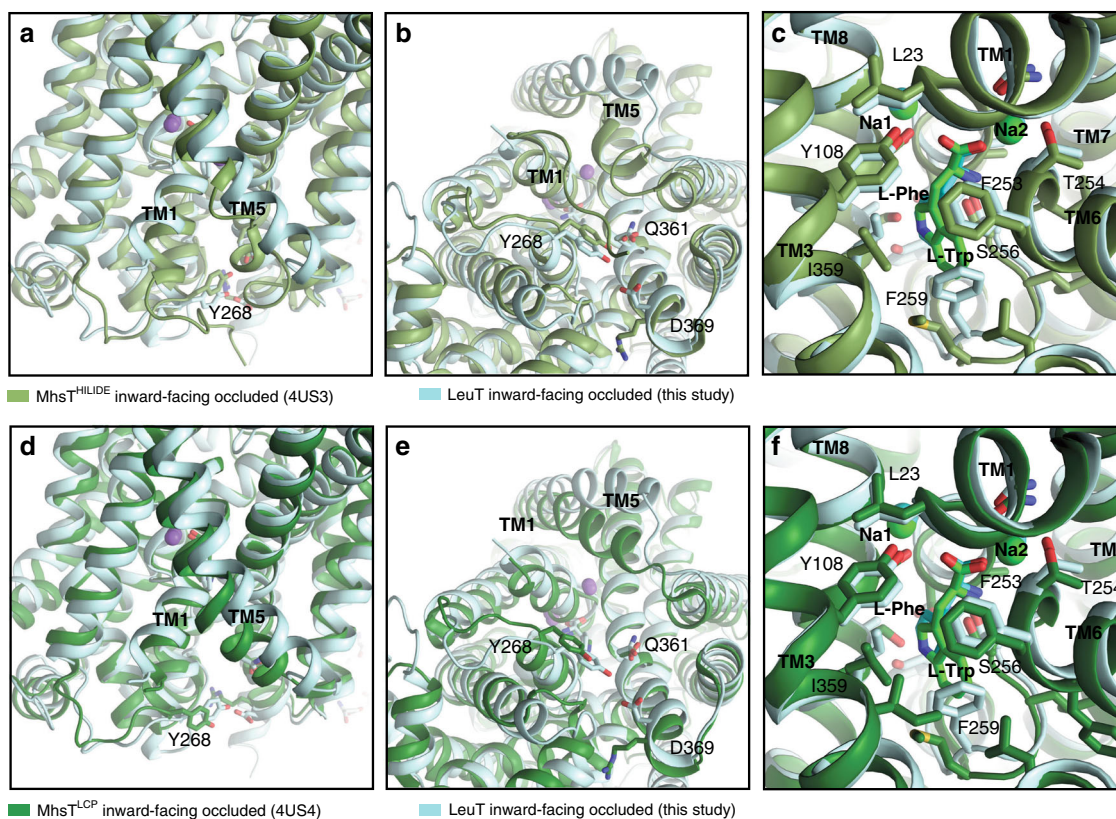 a
TM1
TM5
Y268
b
TM5
TM1
Y268
Q361
D369
c
TM8
L23
TM1
Na1
Na2
Y108
TM7
L-Phe
F253
T254
TM6
TM3
L-Trp
S256
I359
F259
MhsT^HILIDE inward-facing occluded (4US3)
LeuT inward-facing occluded (this study)
d
TM1
TM5
Y268
e
TM5
TM1
Y268
Q361
D369
f
TM8
L23
TM1
Na1
Na2
TM
Y108
F253
T254
L-Phe
TM6
TM3
L-Trp
S256
I359
F259
MhsT^LCP inward-facing occluded (4US4)
LeuT inward-facing occluded (this study)